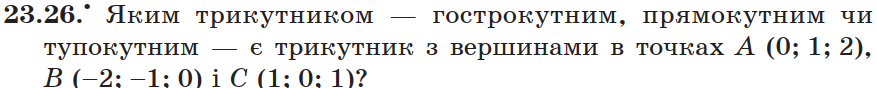 23.26.• Яким трикутником — гострокутним, прямокутним чи
тупокутним — є трикутник з вершинами в точках A (0; 1; 2),
B (–2; –1; 0) і C (1; 0; 1)?